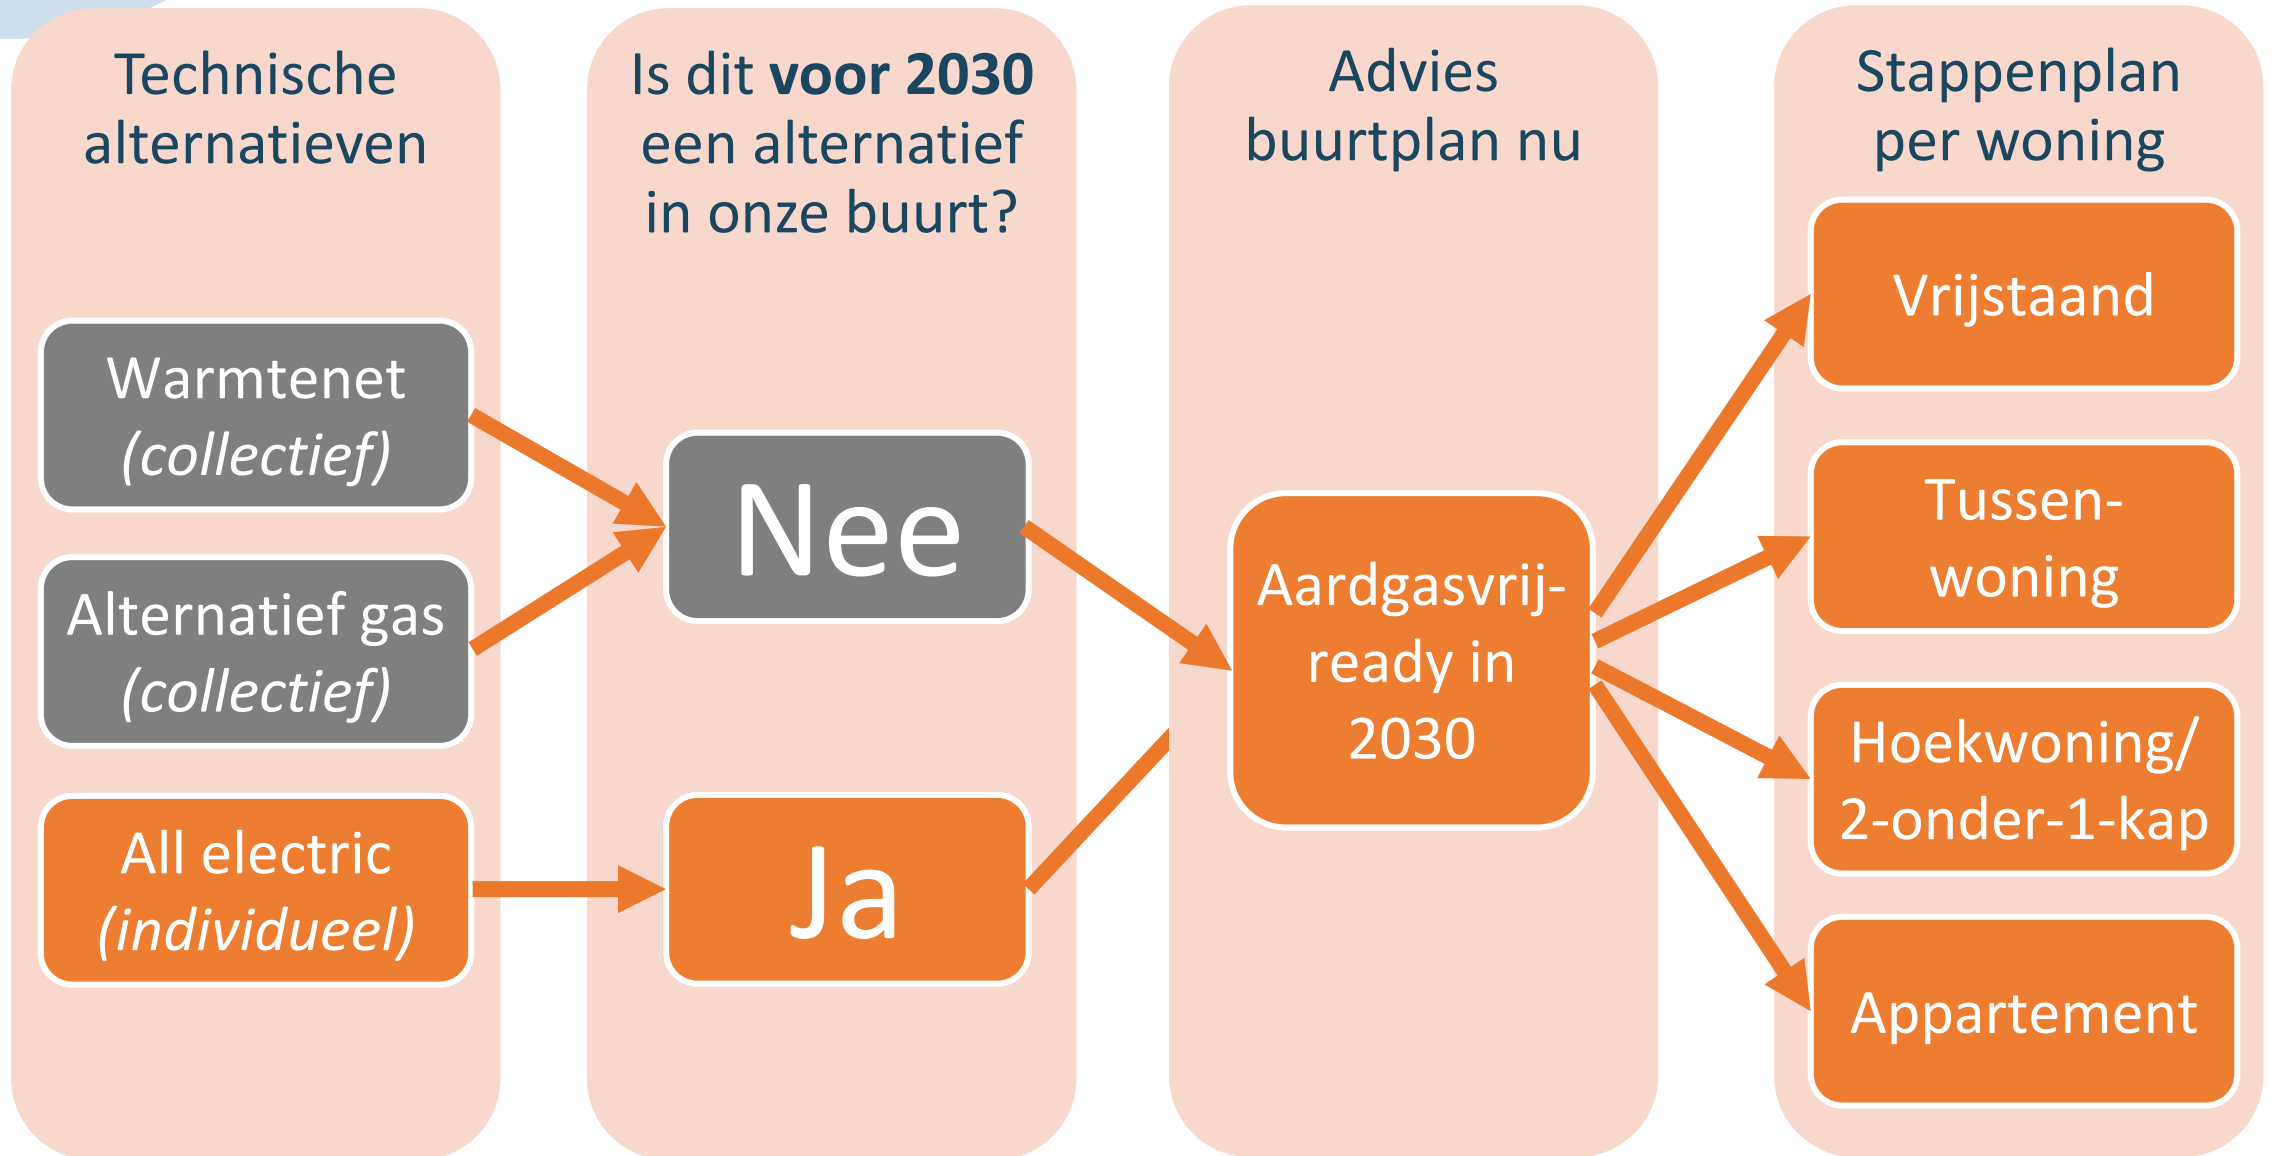 Technische
alternatieven
Warmtenet
(collectief)
Alternatief gas
(collectief)
All electric
(individueel)
Is dit voor 2030
een alternatief
in onze buurt?
Nee
Ja
Advies
buurtplan nu
Aardgasvrij-
ready in
2030
Stappenplan
per woning
Vrijstaand
Tussen-
woning
Hoekwoning/
2-onder-1-kap
Appartement